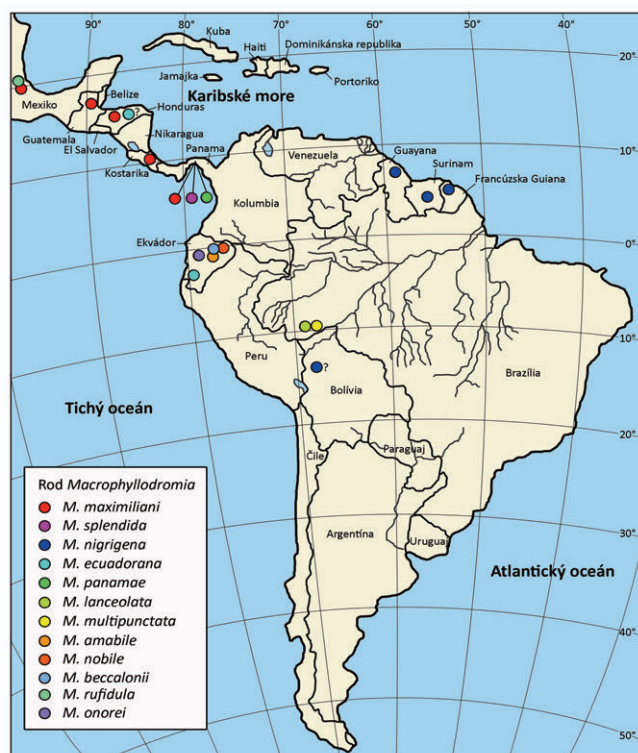 90°
80°
70°
60°
50°
40°
30°
Kuba
Haiti
Dominikánska republika
20°
Jamajka
Portoriko
Mexiko
Belize
Karibské more
Honduras
?
Guatemala
Nikaragua
El Salvador
Panama
Kostarika
Venezuela
Guayana
10°
Surinam
Francúzska Guiana
Kolumbia
Ekvádor
0°
10°
Peru
Brazília
?
Bolívia
Tichý oceán
20°
Čile
Paraguaj
30°
Argentína
Uruguaj
Atlantický oceán
40°
50°
Rod Macrophyllodromia
M. maximiliani
M. splendida
M. nigrigena
M. ecuadorana
M. panamae
M. lanceolata
M. multipunctata
M. amabile
M. nobile
M. beccalonii
M. rufidula
M. onorei